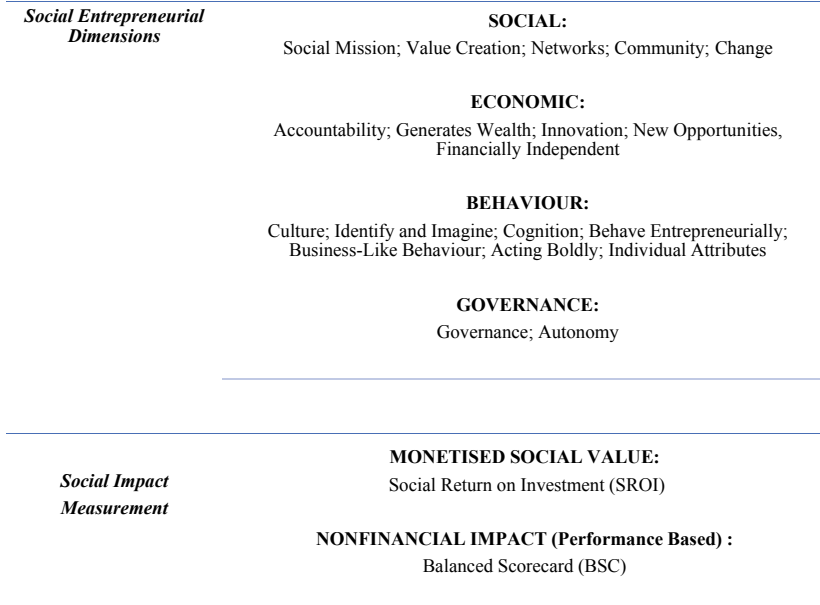 Social Entrepreneurial
Dimensions
SOCIAL:
Social Mission; Value Creation; Networks; Community; Change
ECONOMIC:
Accountability; Generates Wealth; Innovation; New Opportunities,
Financially Independent
BEHAVIOUR:
Culture; Identify and Imagine; Cognition; Behave Entrepreneurially;
Business-Like Behaviour; Acting Boldly; Individual Attributes
GOVERNANCE:
Governance; Autonomy
Social Impact
Measurement
MONETISED SOCIAL VALUE:
Social Return on Investment (SROI)
NONFINANCIAL IMPACT (Performance Based) :
Balanced Scorecard (BSC)